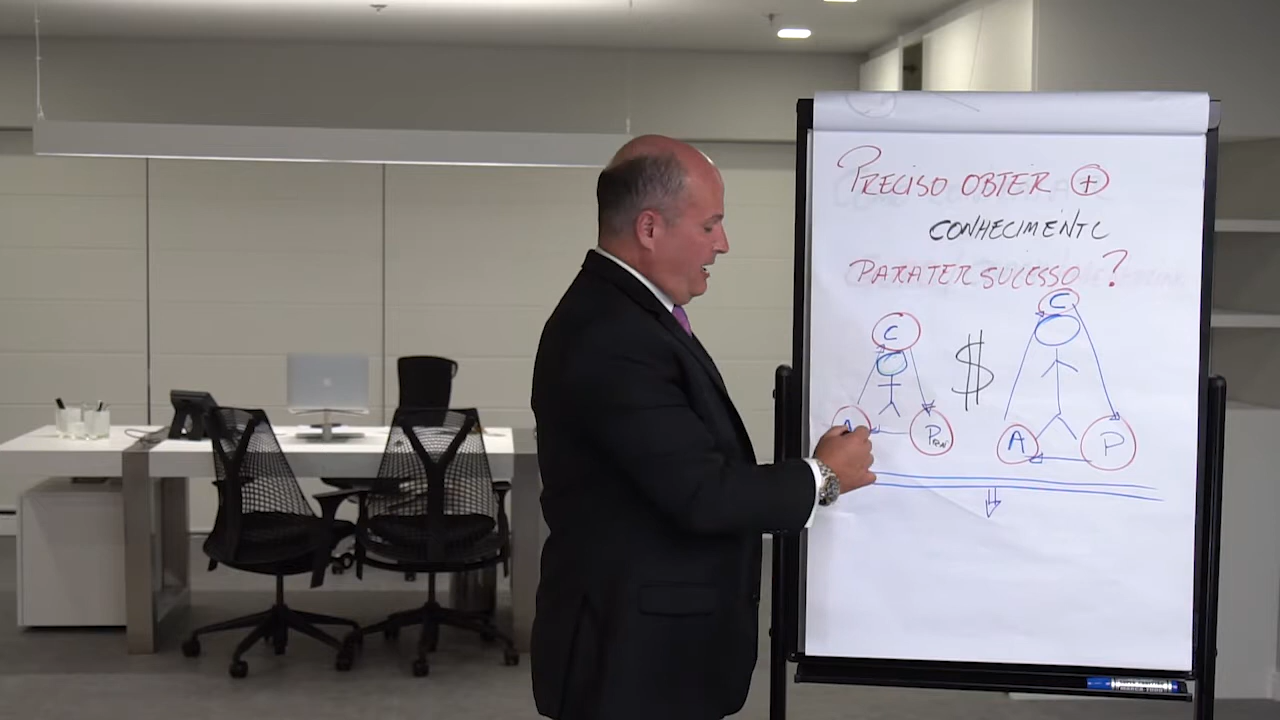 PRECISO OBTER +
CONHECIMENTO
PARA TER SUCESSO ?
C
C
$
A
P
A
P